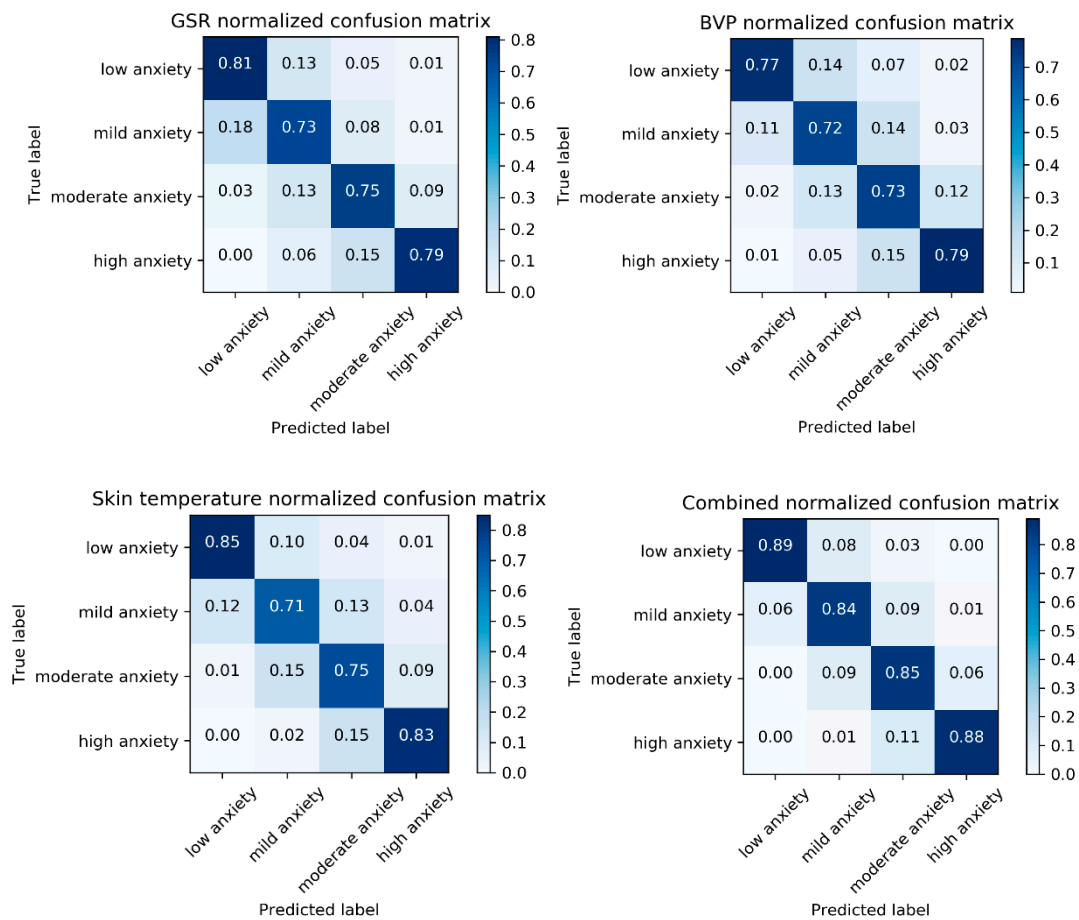 GSR normalized confusion matrix
True label
low anxiety 0.81 0.13 0.05 0.01
mild anxiety 0.18 0.73 0.08 0.01
moderate anxiety 0.03 0.13 0.75 0.09
high anxiety 0.00 0.06 0.15 0.79
low anxiety
mild anxiety
moderate anxiety
high anxiety
Predicted label
0.8
0.7
0.6
0.5
0.4
0.3
0.2
0.1
0.0
BVP normalized confusion matrix
True label
low anxiety 0.77 0.14 0.07 0.02
mild anxiety 0.11 0.72 0.14 0.03
moderate anxiety 0.02 0.13 0.73 0.12
high anxiety 0.01 0.05 0.15 0.79
low anxiety
mild anxiety
moderate anxiety
high anxiety
Predicted label
0.7
0.6
0.5
0.4
0.3
0.2
0.1
Skin temperature normalized confusion matrix
True label
low anxiety 0.85 0.10 0.04 0.01
mild anxiety 0.12 0.71 0.13 0.04
moderate anxiety 0.01 0.15 0.75 0.09
high anxiety 0.00 0.02 0.15 0.83
low anxiety
mild anxiety
moderate anxiety
high anxiety
Predicted label
0.8
0.7
0.6
0.5
0.4
0.3
0.2
0.1
0.0
Combined normalized confusion matrix
True label
low anxiety 0.89 0.08 0.03 0.00
mild anxiety 0.06 0.84 0.09 0.01
moderate anxiety 0.00 0.09 0.85 0.06
high anxiety 0.00 0.01 0.11 0.88
low anxiety
mild anxiety
moderate anxiety
high anxiety
Predicted label
0.8
0.7
0.6
0.5
0.4
0.3
0.2
0.1
0.0